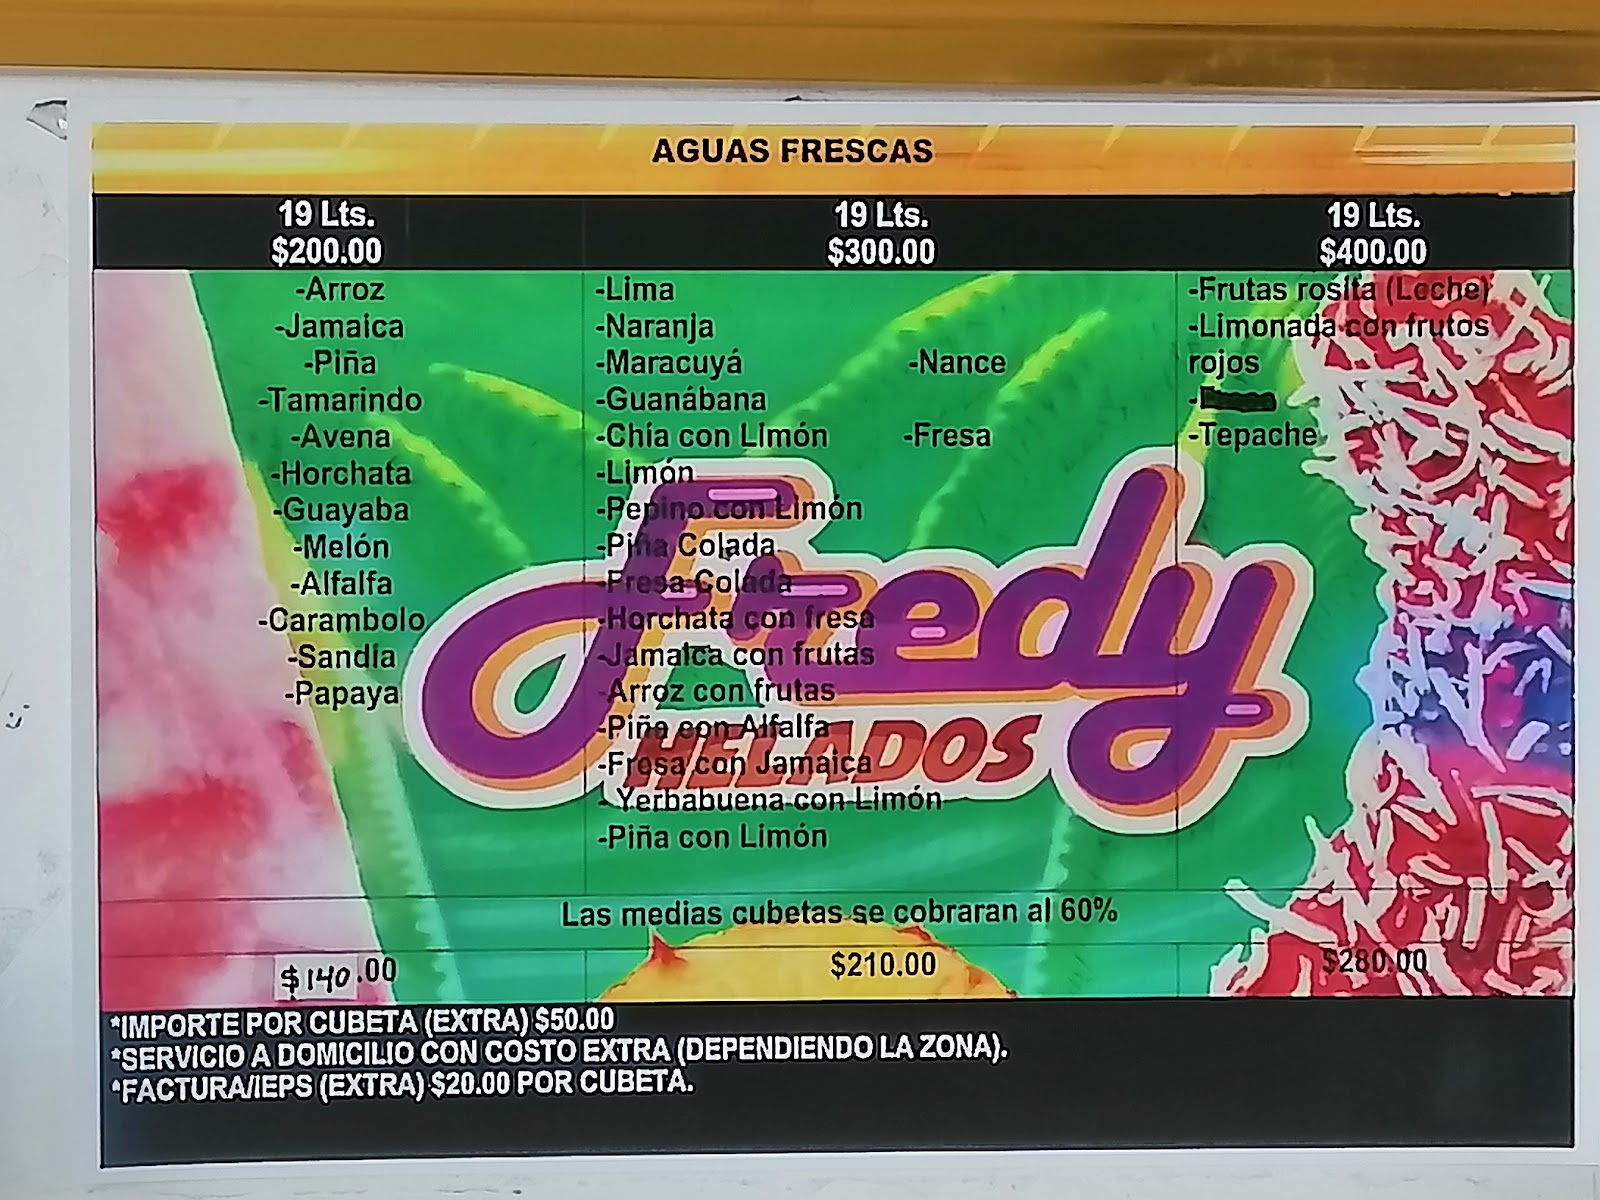 AGUAS FRESCAS
19 Lts.
$200.00
-Arroz
-Jamaica
-Piña
-Tamarindo
-Avena
-Horchata
-Guayaba
-Melón
-Alfalfa
-Carambolo
-Sandía
-Papaya
19 Lts.
$300.00
-Lima
-Naranja
-Maracuyá
-Guanábana
-Chía con Limón
-Limón
-Pepino con Limón
-Piña Colada
-Fresa Colada
-Horchata con fresa
-Jamaica con frutas
-Arroz con frutas
-Piña con Alfalfa
-Fresa con Jamaica
- Yerbabuena con Limón
-Piña con Limón
-Nance
-Fresa
19 Lts.
$400.00
-Frutas rosita (Leche)
-Limonada con frutos
rojos
-Tepache
Fredy
HELADOS
Las medias cubetas se cobraran al 60%
$140.00
$210.00
$280.00
*IMPORTE POR CUBETA (EXTRA) $50.00
*SERVICIO A DOMICILIO CON COSTO EXTRA (DEPENDIENDO LA ZONA).
*FACTURA/IEPS (EXTRA) $20.00 POR CUBETA.